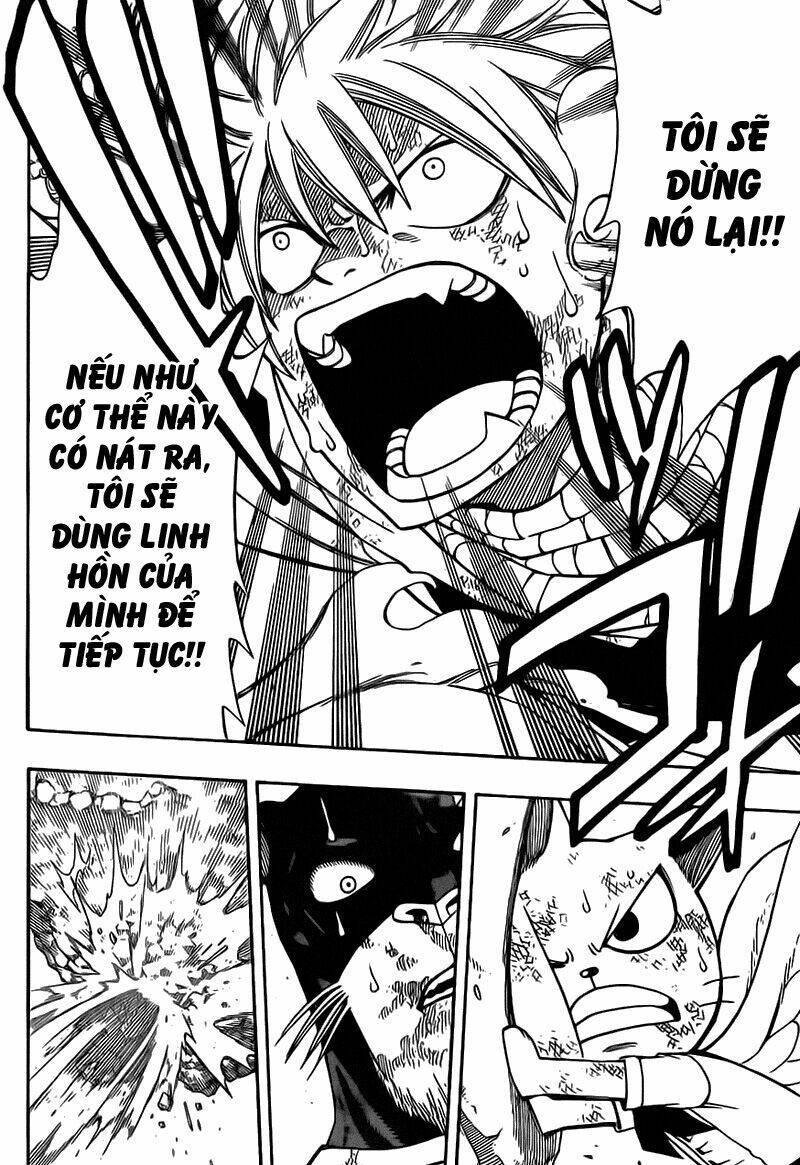 TÔI SẼ
DỪNG
NÓ LẠI!!
NẾU NHƯ
CƠ THỂ NÀY
CÓ NÁT RA,
TÔI SẼ
DÙNG LINH
HỒN CỦA
MÌNH ĐỂ
TIẾP TỤC!!